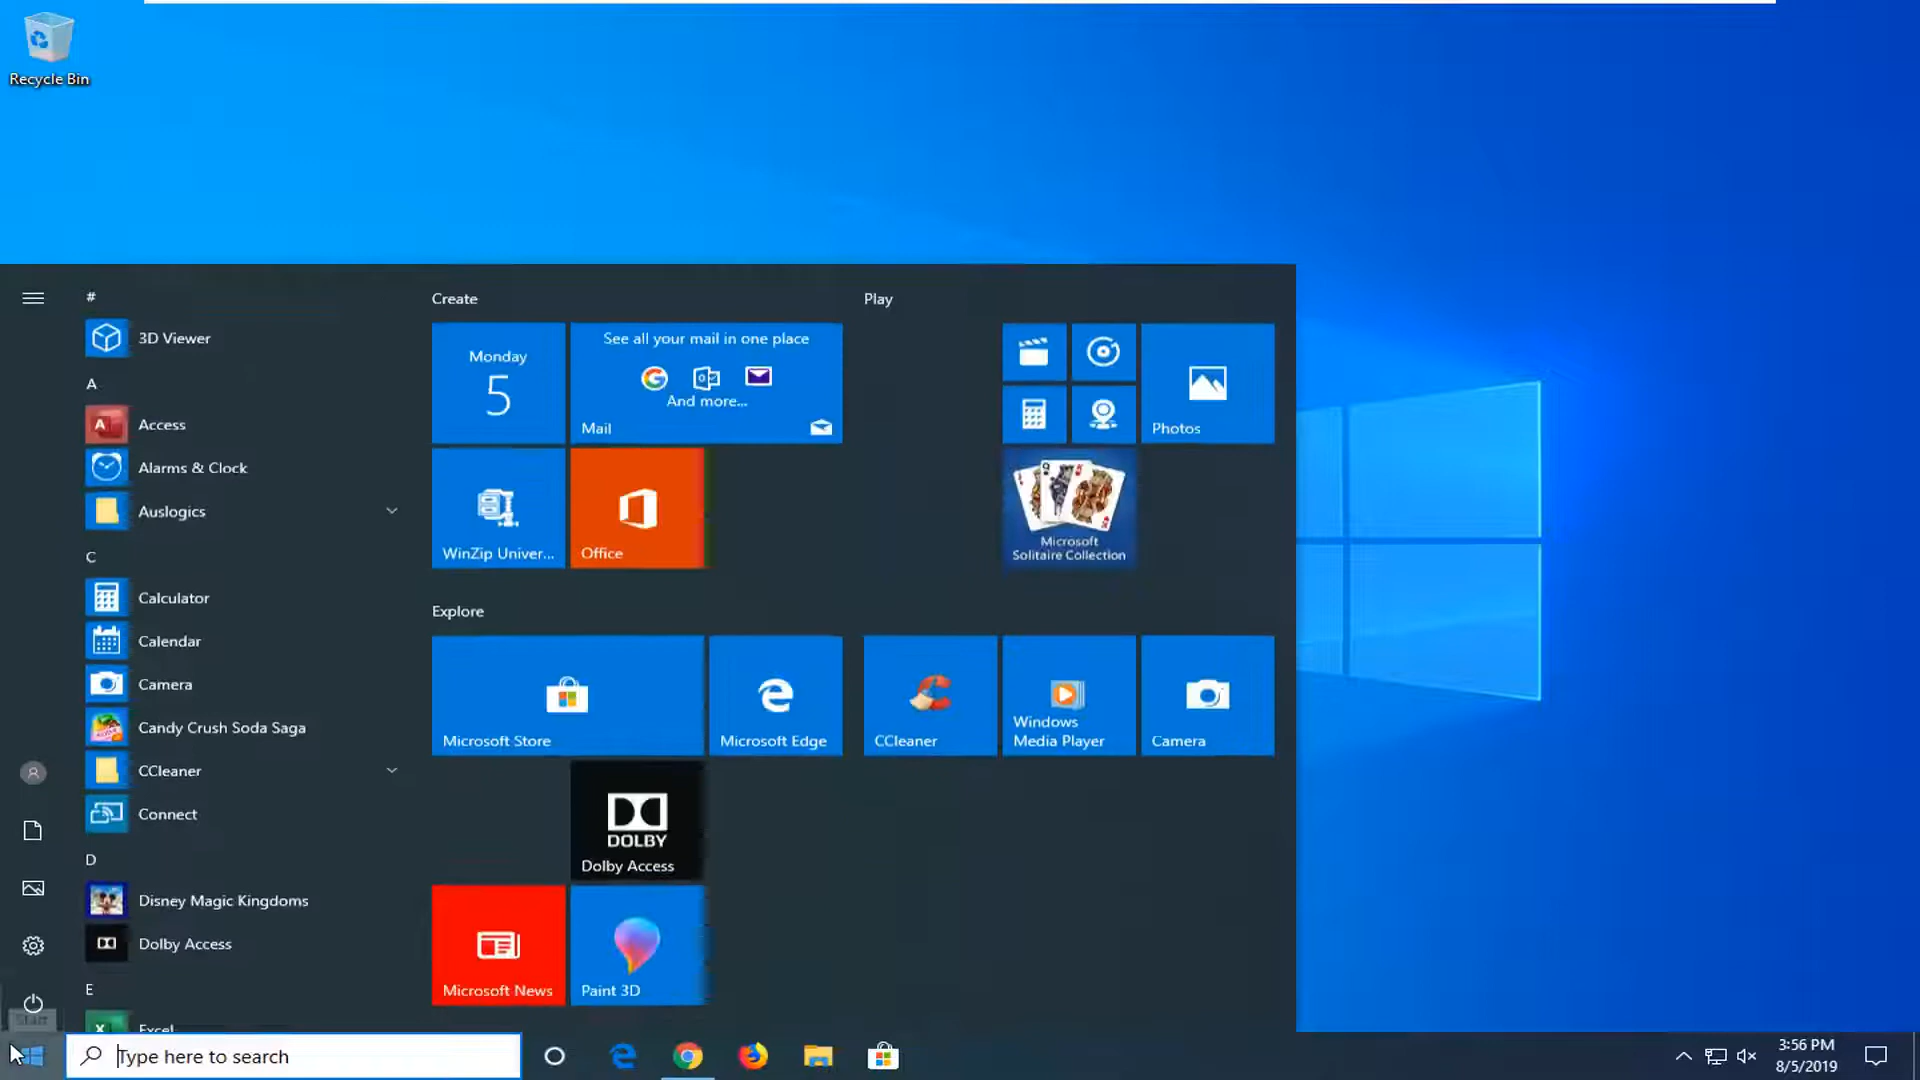 Recycle Bin
#
3D Viewer
A
Access
Alarms & Clock
Auslogics
C
Calculator
Calendar
Camera
Candy Crush Soda Saga
CCleaner
Connect
D
Disney Magic Kingdoms
Dolby Access
E
Excel
Create
Monday
5
See all your mail in one place
And more...
Mail
WinZip Univer...
Office
Explore
Microsoft Store
Microsoft Edge
DOLBY
Dolby Access
Microsoft News
Paint 3D
Play
Photos
Microsoft
Solitaire Collection
CCleaner
Windows
Media Player
Camera
Start
Type here to search
3:56 PM
8/5/2019